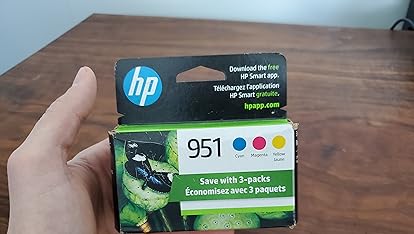 hp
Download the free
HP Smart app.
Téléchargez l'application
HP Smart gratuite.
hpapp.com
951
Cyan
Magenta
Yellow
Jaune
Save with 3-packs
Économisez avec 3 paquets